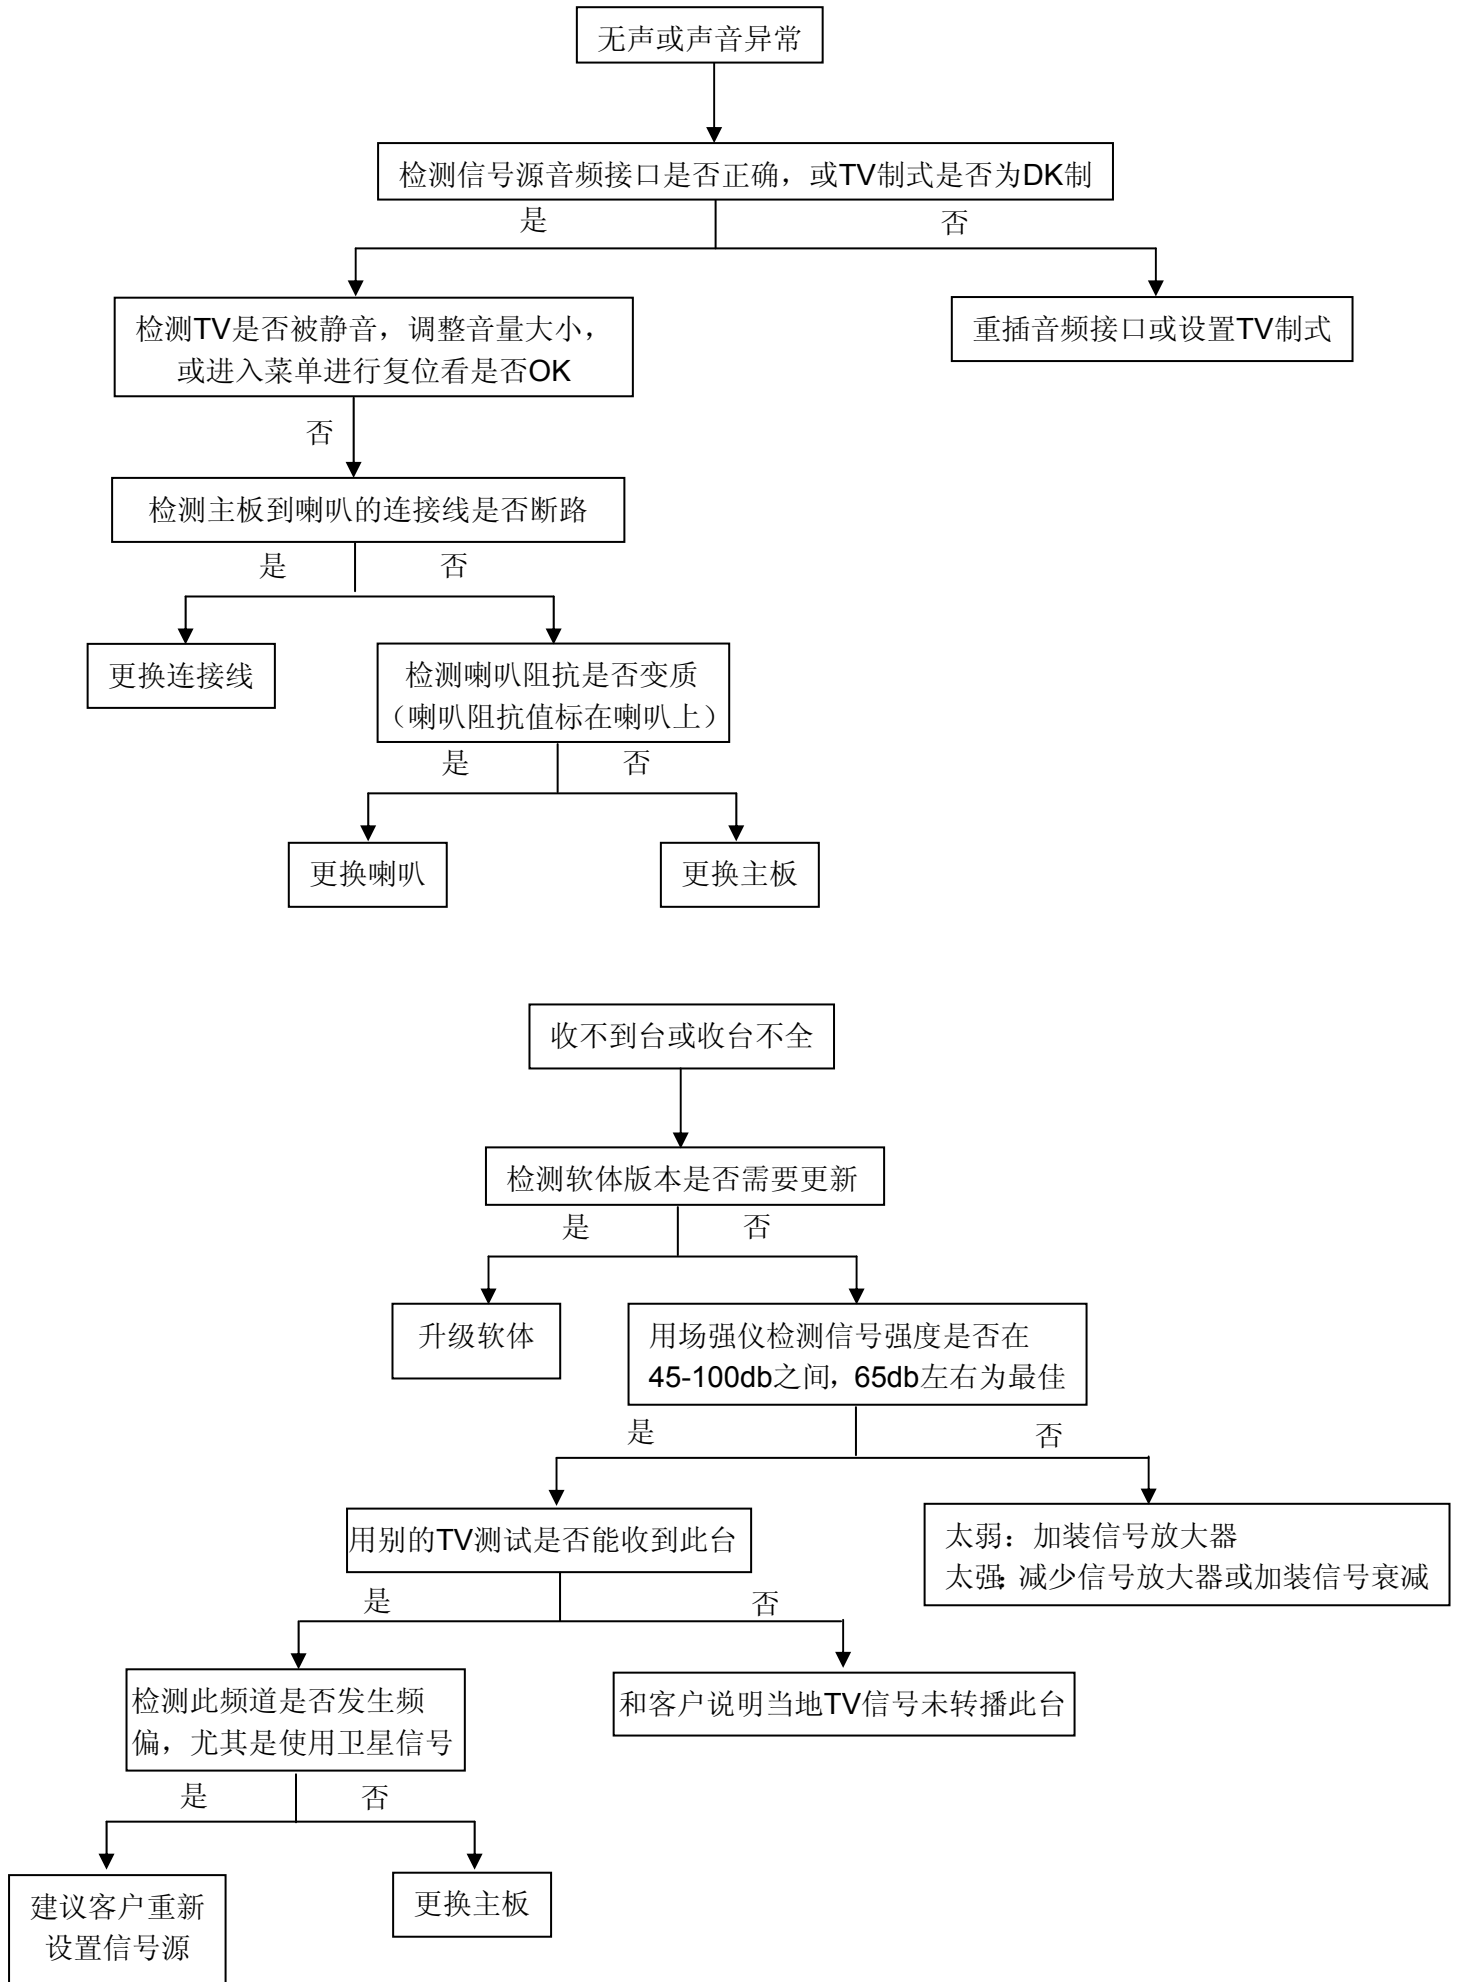 无声或声音异常
检测信号源音频接口是否正确，或TV制式是否为DK制
是
否
检测TV是否被静音，调整音量大小，
或进入菜单进行复位看是否OK
重插音频接口或设置TV制式
否
检测主板到喇叭的连接线是否断路
是
否
更换连接线
检测喇叭阻抗是否变质
（喇叭阻抗值标在喇叭上）
是
否
更换喇叭
更换主板
收不到台或收台不全
检测软体版本是否需要更新
是
否
升级软体
用场强仪检测信号强度是否在
45-100db之间，65db左右为最佳
是
否
用别的TV测试是否能收到此台
太弱：加装信号放大器
太强：减少信号放大器或加装信号衰减
是
否
检测此频道是否发生频
偏，尤其是使用卫星信号
和客户说明当地TV信号未转播此台
是
否
建议客户重新
设置信号源
更换主板